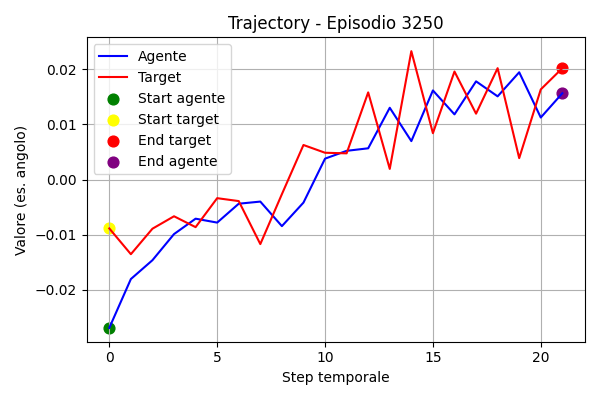 Trajectory - Episodio 3250
Agente
Target
Start agente
Start target
End target
End agente
0.02
0.01
0.00
−0.01
−0.02
Valore (es. angolo)
0
5
10
15
20
Step temporale